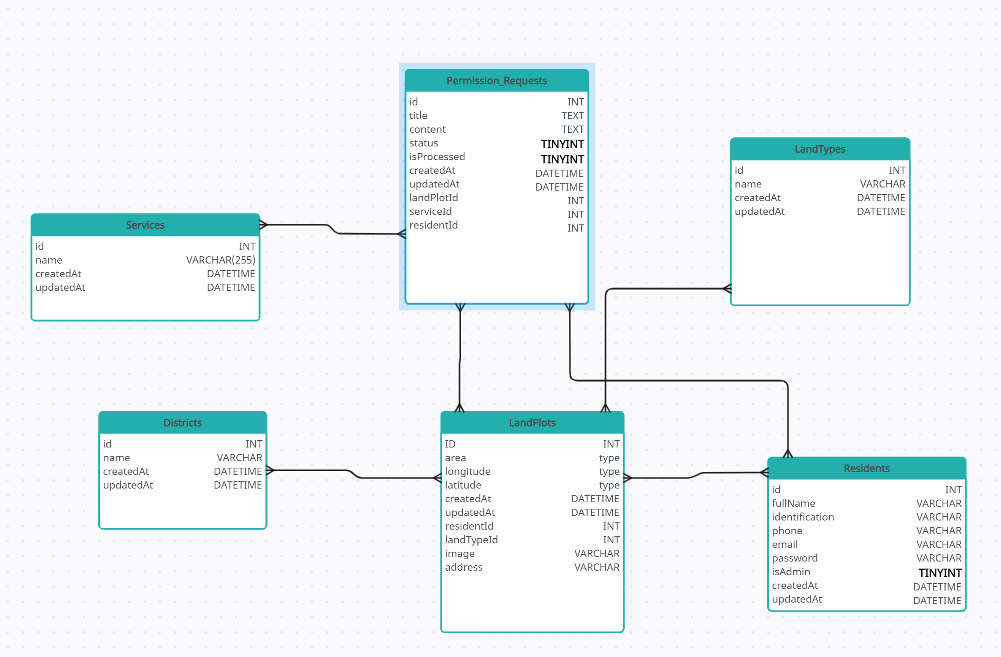 Permission_Requests
id INT
title TEXT
content TEXT
status TINYINT
isProcessed TINYINT
createdAt DATETIME
updatedAt DATETIME
landPlotId INT
serviceId INT
residentId INT
LandTypes
id INT
name VARCHAR
createdAt DATETIME
updatedAt DATETIME
Services
id INT
name VARCHAR(255)
createdAt DATETIME
updatedAt DATETIME
Districts
id INT
name VARCHAR
createdAt DATETIME
updatedAt DATETIME
LandPlots
ID INT
area type
longitude type
latitude type
createdAt DATETIME
updatedAt DATETIME
residentId INT
landTypeId INT
image VARCHAR
address VARCHAR
Residents
id INT
fullName VARCHAR
identification VARCHAR
phone VARCHAR
email VARCHAR
password VARCHAR
isAdmin TINYINT
createdAt DATETIME
updatedAt DATETIME